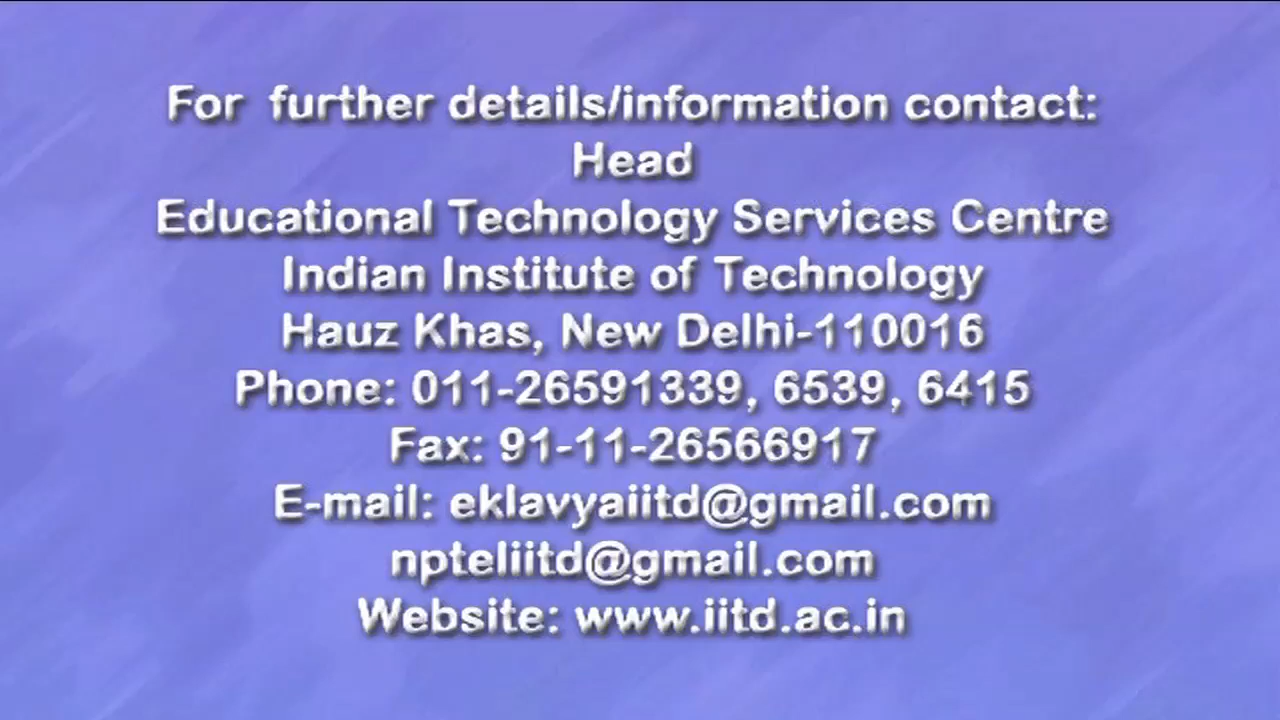 For further details/information contact:
Head
Educational Technology Services Centre
Indian Institute of Technology
Hauz Khas, New Delhi-110016
Phone: 011-26591339, 6539, 6415
Fax: 91-11-26566917
E-mail: eklavyaiitd@gmail.com
npteliitd@gmail.com
Website: www.iitd.ac.in